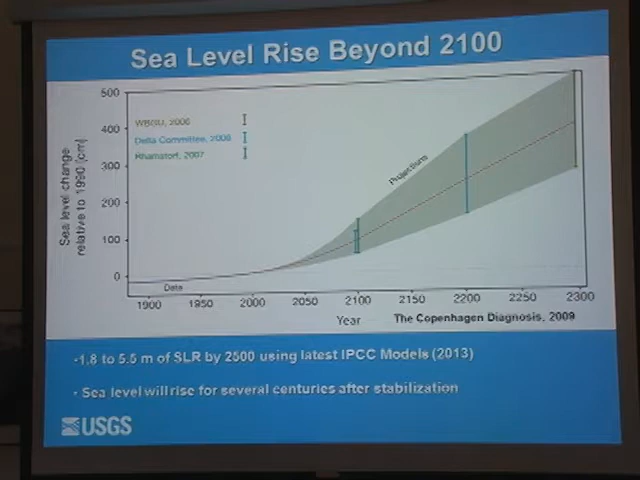 Sea Level Rise Beyond 2100
500
400
300
200
100
0
Sea level change
relative to 1990 [cm]
WBGU, 2006
Delta Committee, 2008
Rhamstorf, 2007
Projections
Data
1900 1950 2000 2050 2100 2150 2200 2250 2300
Year
The Copenhagen Diagnosis, 2009
-1.8 to 5.5 m of SLR by 2500 using latest IPCC Models (2013)
- Sea level will rise for several centuries after stabilization
USGS